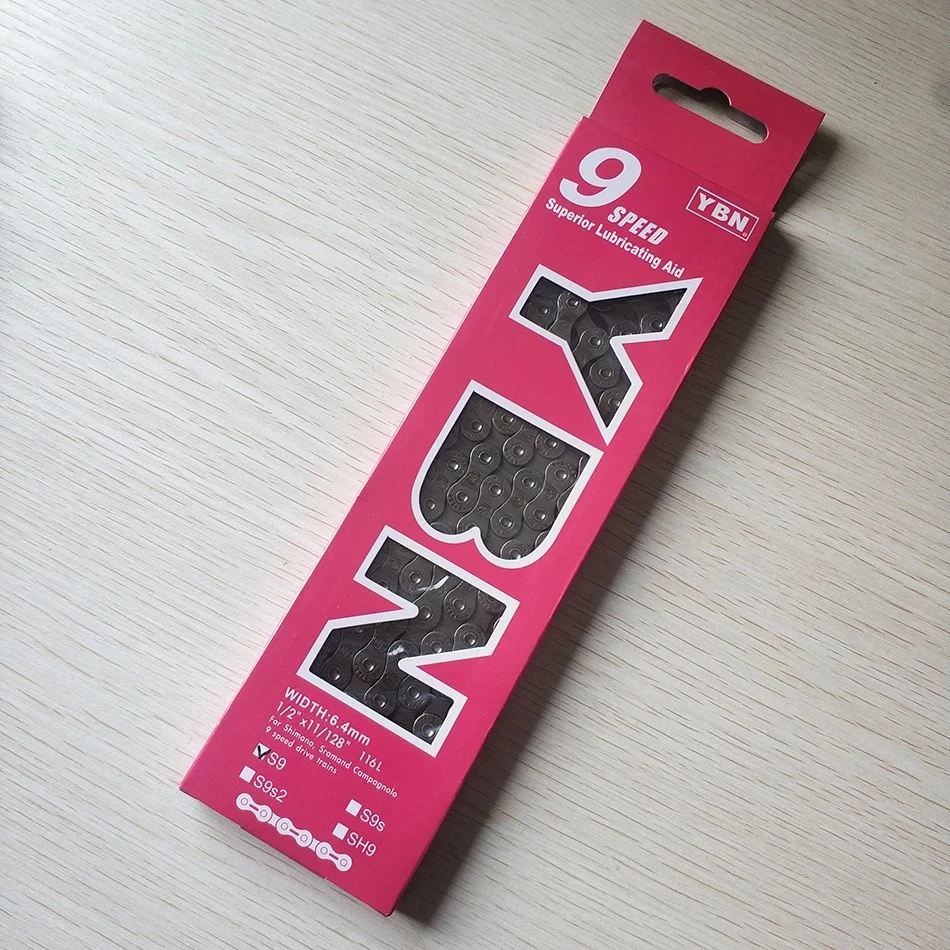 9
SPEED
YBN
Superior Lubricating Aid
YBN
WIDTH:6.4mm
1/2"x11/128" 116L
For Shimano, Sramand Campagnolo
9 speed drive trains
S9
S9s2
S9s
SH9